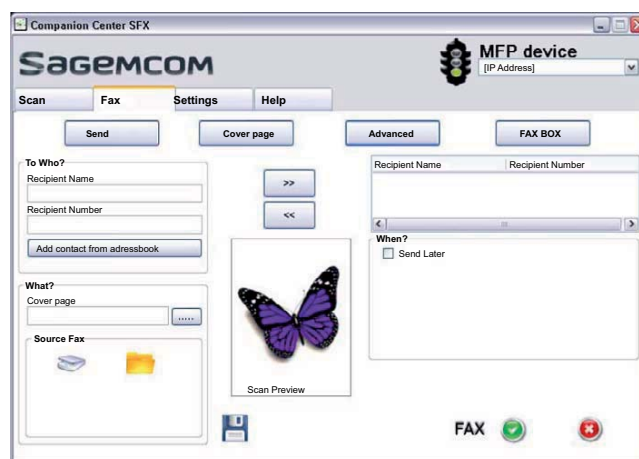 Companion Center SFX
SAGEMCOM
MFP device
[IP Address]
Scan Fax Settings Help
Send Cover page Advanced FAX BOX
To Who?
Recipient Name
Recipient Number
Add contact from adressbook
>>
<<
Recipient Name Recipient Number
When?
Send Later
What?
Cover page
.....
Source Fax
Scan Preview
FAX